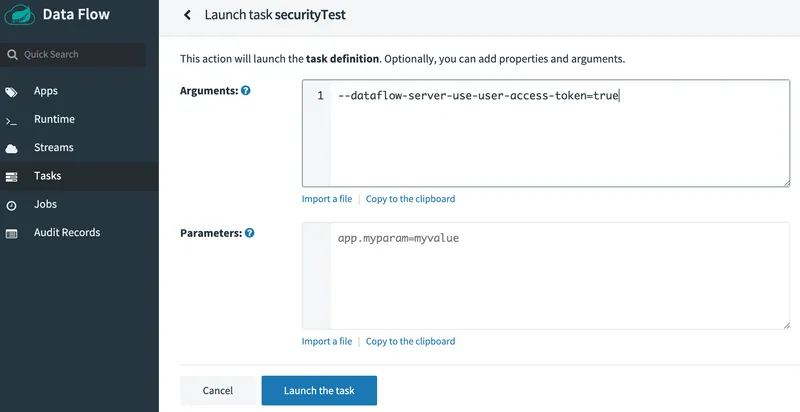 Data Flow
Quick Search
Apps
Runtime
Streams
Tasks
Jobs
Audit Records
Launch task securityTest
This action will launch the task definition. Optionally, you can add properties and arguments.
Arguments: ?
1 --dataflow-server-use-user-access-token=true
Import a file | Copy to the clipboard
Parameters: ?
app.myparam=myvalue
Import a file | Copy to the clipboard
Cancel Launch the task